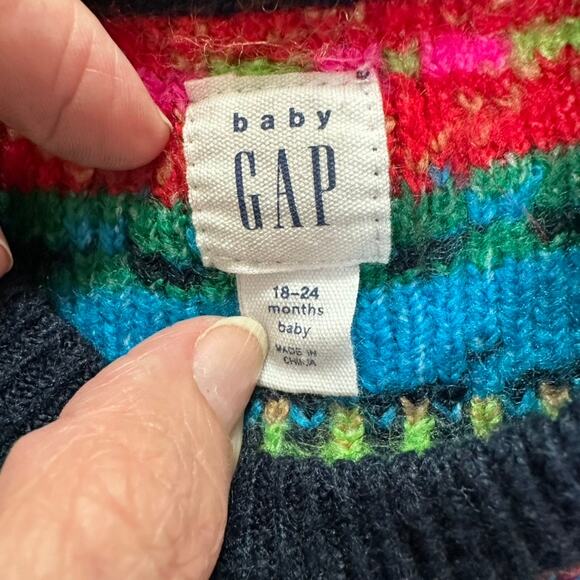 baby
GAP
18-24
months
baby
MADE IN
CHINA